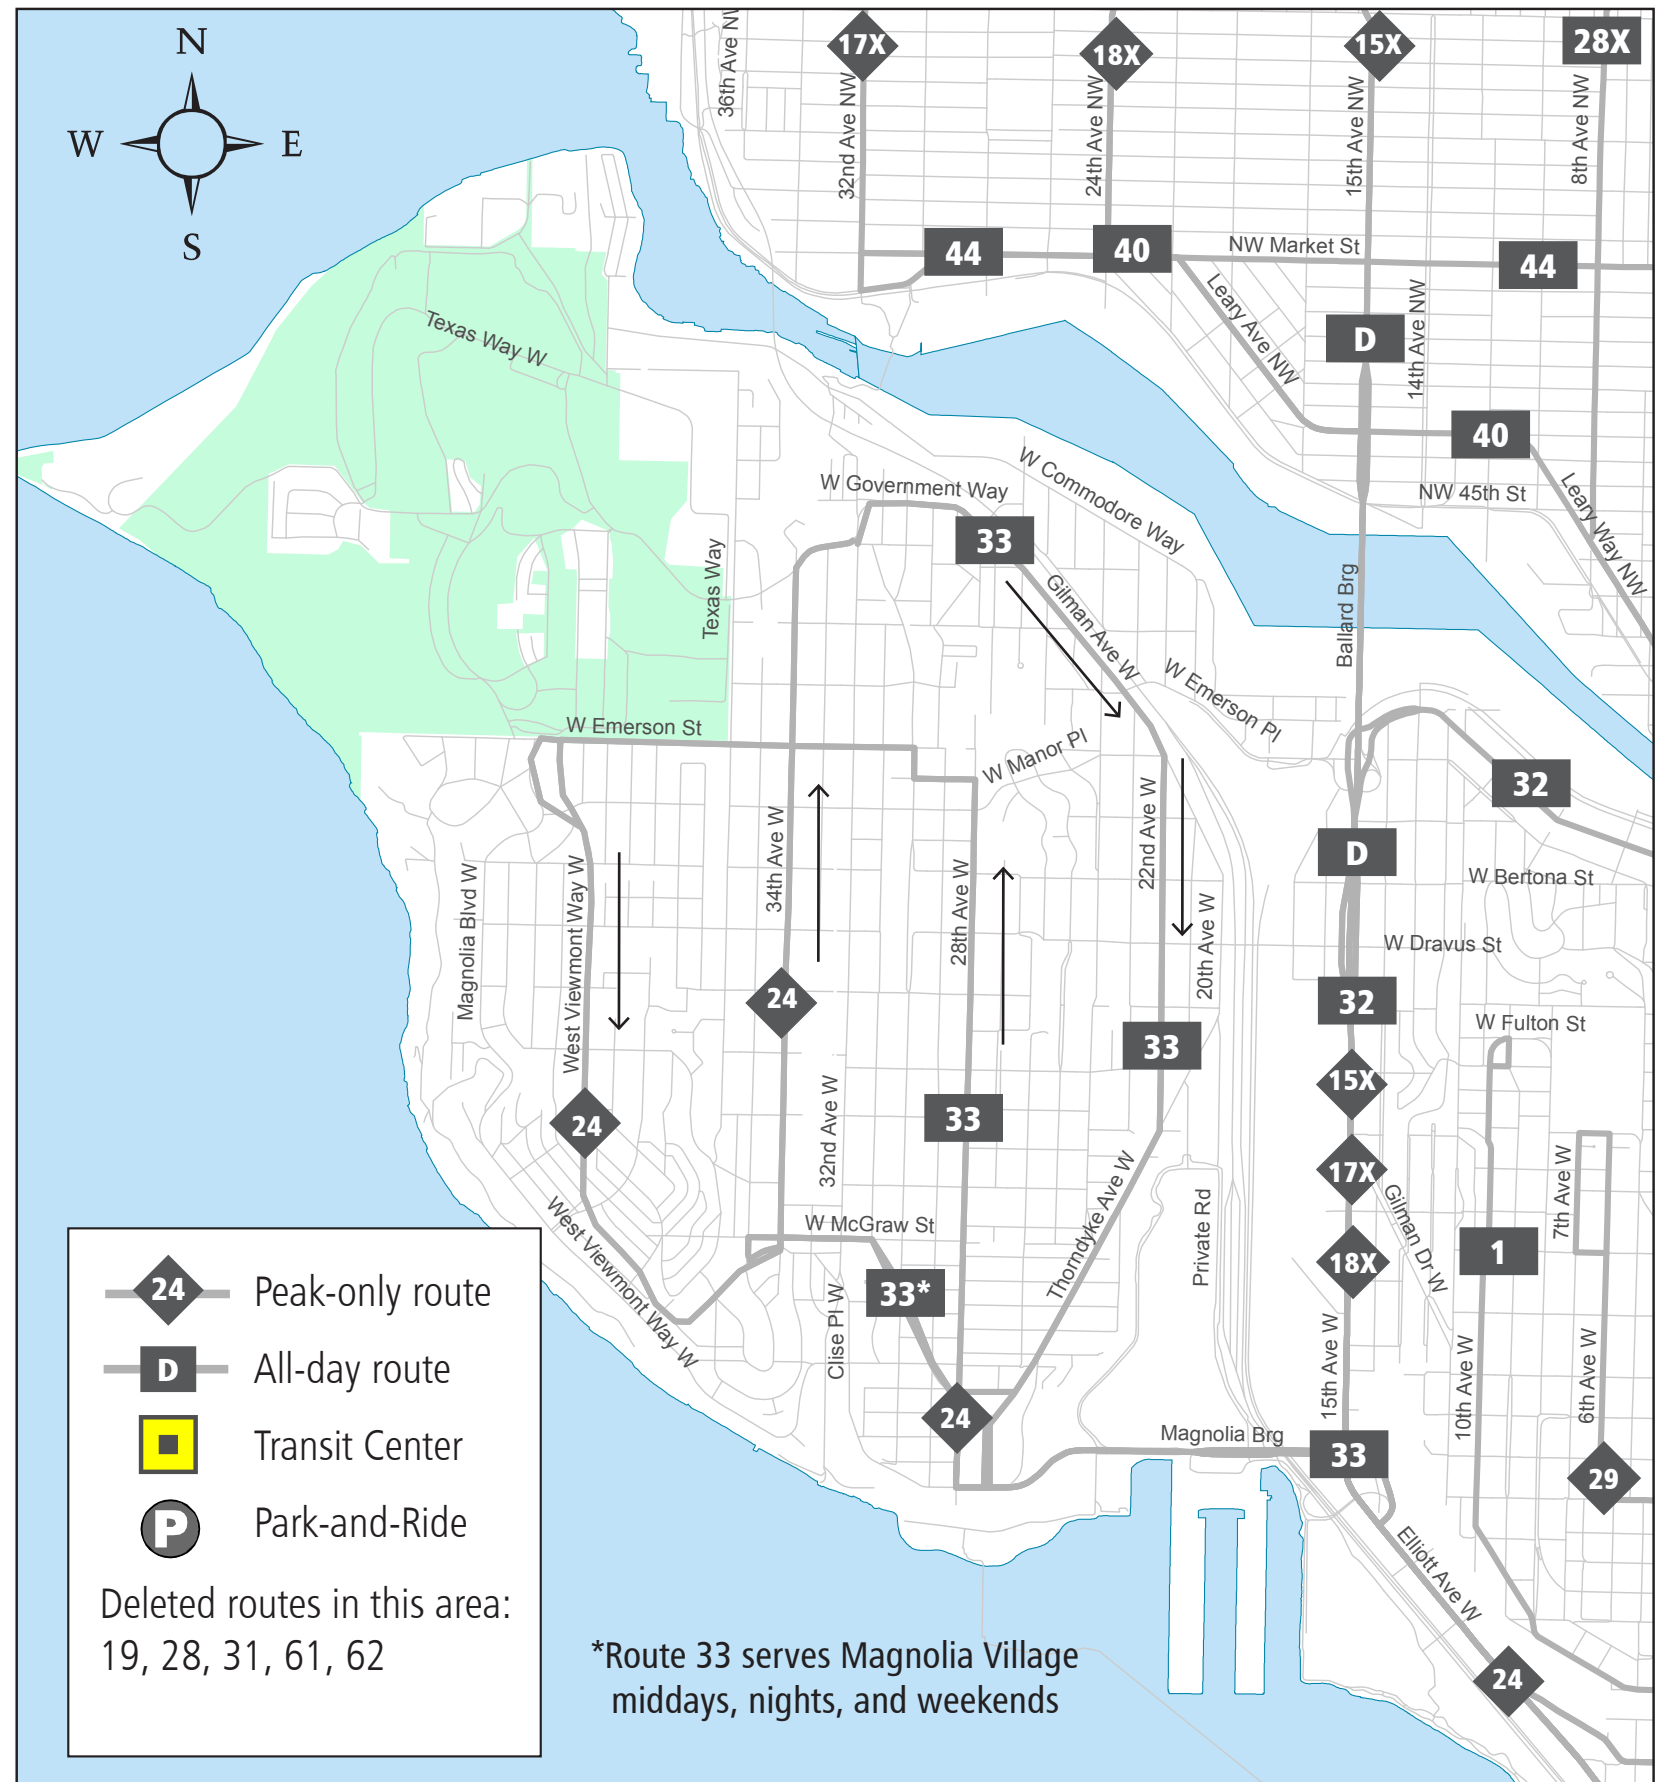 N
W
E
S
36th Ave NW
17X
32nd Ave NW
18X
24th Ave NW
15X
15th Ave NW
28X
8th Ave NW
44
40
NW Market St
44
Leary Ave NW
D
14th Ave NW
40
NW 45th St
Leary Way NW
Texas Way W
W Government Way
W Commodore Way
33
Gilman Ave W
Texas Way
Ballard Brg
W Emerson Pl
W Emerson St
W Manor Pl
32
22nd Ave W
34th Ave W
28th Ave W
D
W Bertona St
Magnolia Blvd W
West Viewmont Way W
20th Ave W
W Dravus St
24
32
W Fulton St
33
15X
24
33
32nd Ave W
17X
7th Ave W
Thorndyke Ave W
Private Rd
Gilman Dr W
W McGraw St
West Viewmont Way W
1
18X
33*
Clise Pl W
15th Ave W
10th Ave W
6th Ave W
24
Magnolia Brg
33
29
Elliott Ave W
24
24
Peak-only route
D
All-day route
Transit Center
P
Park-and-Ride
Deleted routes in this area:
19, 28, 31, 61, 62
*Route 33 serves Magnolia Village
middays, nights, and weekends